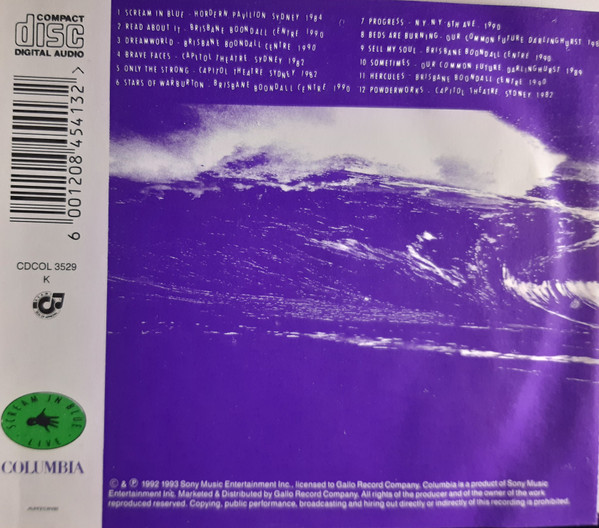 COMPACT
disc
DIGITAL AUDIO
6 001208 454132 >
CDCOL 3529
K
SCREAM IN BLUE
· LIVE ·
COLUMBIA
1 SCREAM IN BLUE - HORDERN PAVILION SYDNEY 1984
2 READ ABOUT IT - BRISBANE BOONDALL CENTRE 1990
3 DREAMWORLD - BRISBANE BOONDALL CENTRE 1990
4 BRAVE FACES - CAPITOL THEATRE SYDNEY 1982
5 ONLY THE STRONG - CAPITOL THEATRE SYDNEY 1982
6 STARS OF WARBURTON - BRISBANE BOONDALL CENTRE 1990
7 PROGRESS - N.Y. N.Y. 6TH AVE. 1990
8 BEDS ARE BURNING - OUR COMMON FUTURE DARLINGHURST
9 SELL MY SOUL - BRISBANE BOONDALL CENTRE 1990
10 SOMETIMES - OUR COMMON FUTURE DARLINGHURST 1989
11 HERCULES - BRISBANE BOONDALL CENTRE 1990
12 POWDERWORKS - CAPITOL THEATRE SYDNEY 1982
© & ℗ 1992 1993 Sony Music Entertainment Inc., licensed to Gallo Record Company. Columbia is a product of Sony Music
Entertainment Inc. Marketed & Distributed by Gallo Record Company. All rights of the producer and of the owner of the work
reproduced reserved. Copying, public performance, broadcasting and hiring out directly or indirectly of this recording is prohibited.